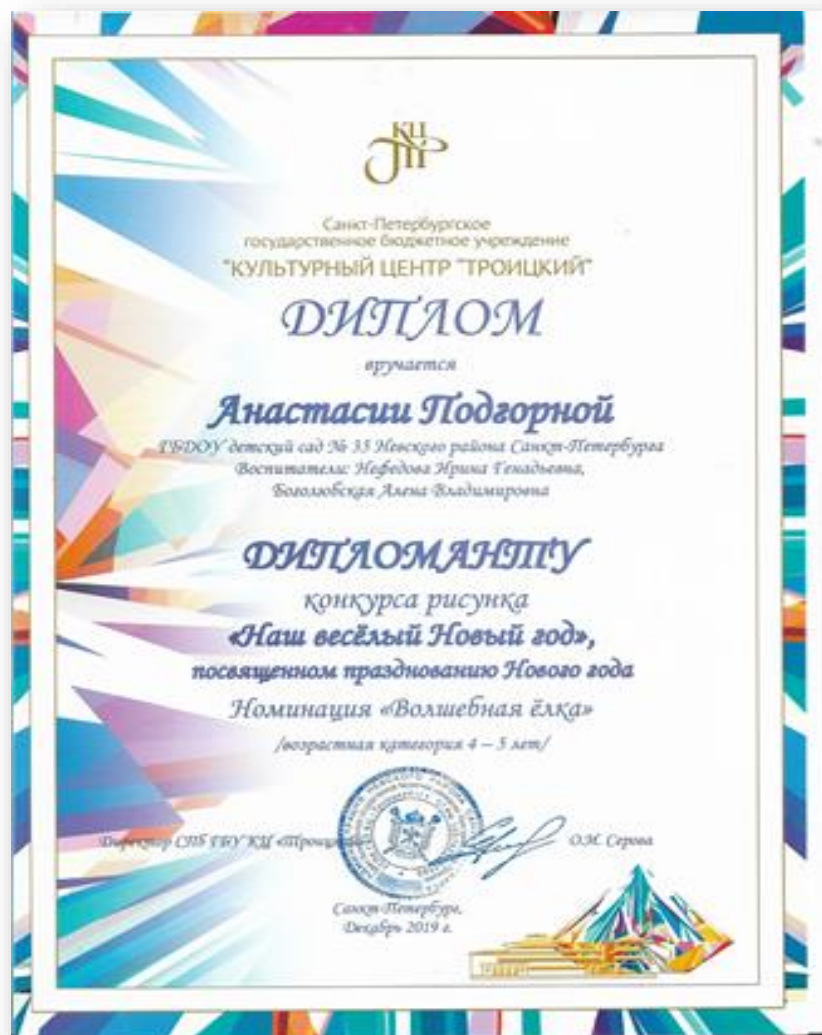 КЦ
ТР
Санкт-Петербургское
государственное бюджетное учреждение
"КУЛЬТУРНЫЙ ЦЕНТР "ТРОИЦКИЙ"
ДИПЛОМ
вручается
Анастасии Подгорной
ГБДОУ детский сад № 35 Невского района Санкт-Петербурга
Воспитатели: Нефедова Ирина Генадьевна,
Боголюбская Алена Владимировна
ДИПЛОМАНТУ
конкурса рисунка
«Наш весёлый Новый год»,
посвященном празднованию Нового года
Номинация «Волшебная ёлка»
/возрастная категория 4 – 5 лет/
Директор СПб ГБУ КЦ «Троицкий» О.М. Серова
Санкт-Петербург,
Декабрь 2019 г.